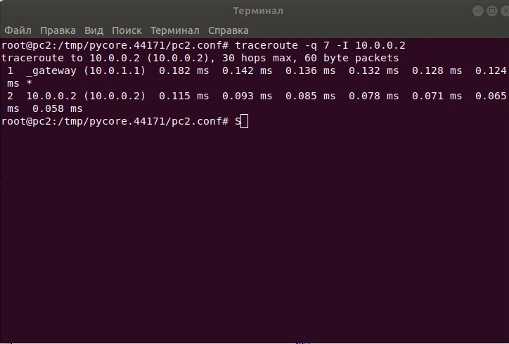 Терминал
Файл Правка Вид Поиск Терминал Справка
root@pc2:/tmp/pycore.44171/pc2.conf# traceroute -q 7 -I 10.0.0.2
traceroute to 10.0.0.2 (10.0.0.2), 30 hops max, 60 byte packets
 1  _gateway (10.0.1.1)  0.182 ms  0.142 ms  0.136 ms  0.132 ms  0.128 ms  0.124
 ms *
 2  10.0.0.2 (10.0.0.2)  0.115 ms  0.093 ms  0.085 ms  0.078 ms  0.071 ms  0.065
 ms  0.058 ms
root@pc2:/tmp/pycore.44171/pc2.conf# S